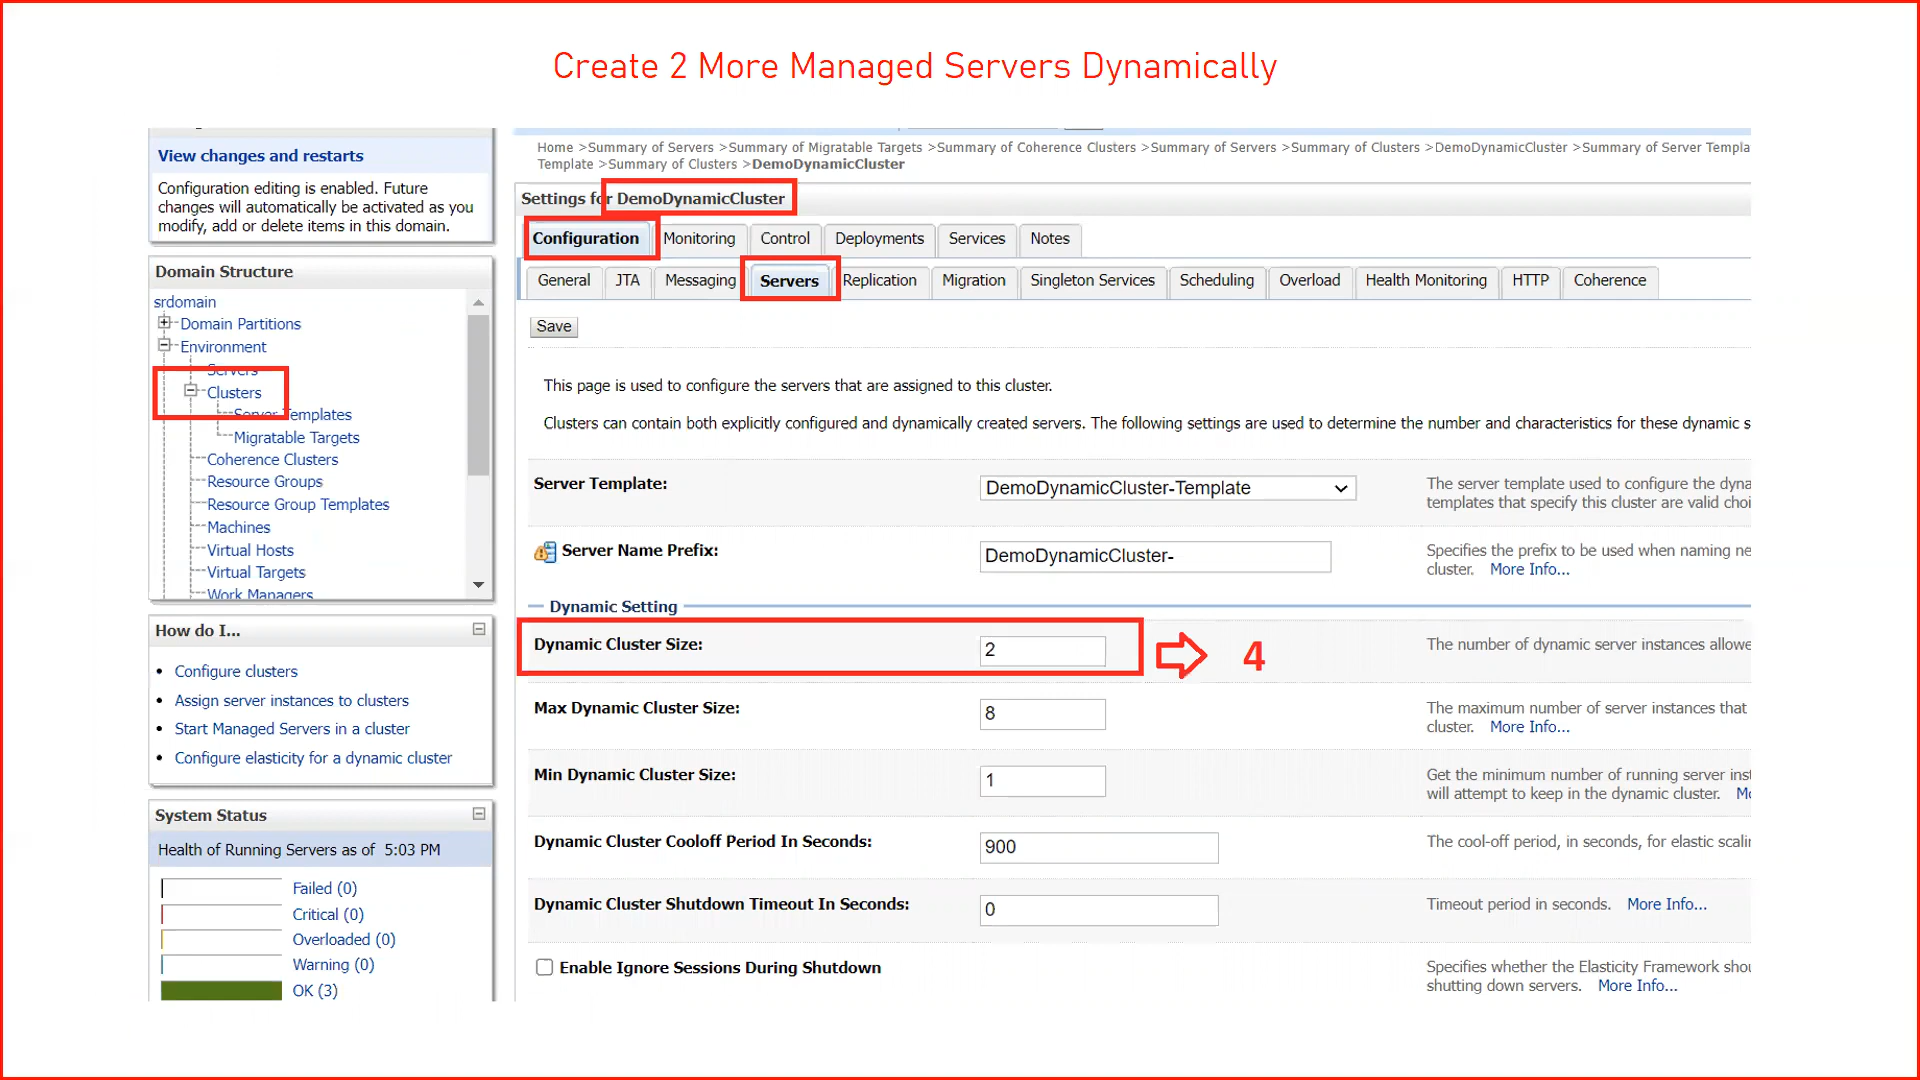 Create 2 More Managed Servers Dynamically
View changes and restarts
Configuration editing is enabled. Future
changes will automatically be activated as you
modify, add or delete items in this domain.
Domain Structure
srdomain
Domain Partitions
Environment
Servers
Clusters
Server Templates
Migratable Targets
Coherence Clusters
Resource Groups
Resource Group Templates
Machines
Virtual Hosts
Virtual Targets
Work Managers
How do I...
• Configure clusters
• Assign server instances to clusters
• Start Managed Servers in a cluster
• Configure elasticity for a dynamic cluster
System Status
Health of Running Servers as of 5:03 PM
Failed (0)
Critical (0)
Overloaded (0)
Warning (0)
OK (3)
Home >Summary of Servers >Summary of Migratable Targets >Summary of Coherence Clusters >Summary of Servers >Summary of Clusters >DemoDynamicCluster >Summary of Server Templa
Template >Summary of Clusters >DemoDynamicCluster
Settings for DemoDynamicCluster
Configuration Monitoring Control Deployments Services Notes
General JTA Messaging Servers Replication Migration Singleton Services Scheduling Overload Health Monitoring HTTP Coherence
Save
This page is used to configure the servers that are assigned to this cluster.
Clusters can contain both explicitly configured and dynamically created servers. The following settings are used to determine the number and characteristics for these dynamic s
Server Template: DemoDynamicCluster-Template
The server template used to configure the dyna
templates that specify this cluster are valid choi
Server Name Prefix: DemoDynamicCluster-
Specifies the prefix to be used when naming ne
cluster. More Info...
Dynamic Setting
Dynamic Cluster Size: 2 4
The number of dynamic server instances allowe
Max Dynamic Cluster Size: 8
The maximum number of server instances that
cluster. More Info...
Min Dynamic Cluster Size: 1
Get the minimum number of running server inst
will attempt to keep in the dynamic cluster. Mo
Dynamic Cluster Cooloff Period In Seconds: 900
The cool-off period, in seconds, for elastic scalin
Dynamic Cluster Shutdown Timeout In Seconds: 0
Timeout period in seconds. More Info...
Enable Ignore Sessions During Shutdown
Specifies whether the Elasticity Framework shou
shutting down servers. More Info...